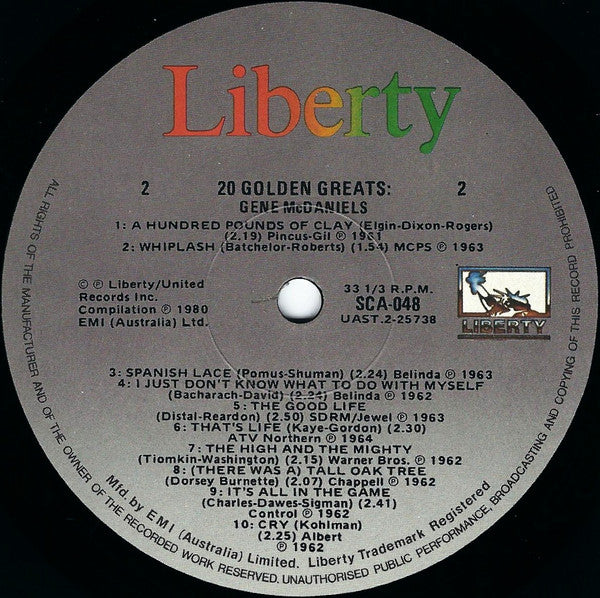 Liberty
2 20 GOLDEN GREATS: 2
GENE McDANIELS
1: A HUNDRED POUNDS OF CLAY (Elgin-Dixon-Rogers)
(2.19) Pincus-Gil ℗ 1961
2: WHIPLASH (Batchelor-Roberts) (1.54) MCPS ℗ 1963
© ℗ Liberty/United
Records Inc.
Compilation ℗ 1980
EMI (Australia) Ltd.
33 1/3 R.P.M.
SCA-048
UAST.2-25738
LIBERTY
3: SPANISH LACE (Pomus-Shuman) (2.24) Belinda ℗ 1963
4: I JUST DON'T KNOW WHAT TO DO WITH MYSELF
(Bacharach-David) (2.24) Belinda ℗ 1962
5: THE GOOD LIFE
(Distal-Reardon) (2.50) SDRM/Jewel ℗ 1963
6: THAT'S LIFE (Kaye-Gordon) (2.30)
ATV Northern ℗ 1964
7: THE HIGH AND THE MIGHTY
(Tiomkin-Washington) (2.15) Warner Bros. ℗ 1962
8: (THERE WAS A) TALL OAK TREE
(Dorsey Burnette) (2.07) Chappell ℗ 1962
9: IT'S ALL IN THE GAME
(Charles-Dawes-Sigman) (2.41)
Control ℗ 1962
10: CRY (Kohlman)
(2.25) Albert
℗ 1962
Mfd. by EMI (Australia) Limited. Liberty Trademark Registered
ALL RIGHTS OF THE MANUFACTURER AND OF THE OWNER OF THE RECORDED WORK RESERVED. UNAUTHORISED PUBLIC PERFORMANCE, BROADCASTING AND COPYING OF THIS RECORD PROHIBITED